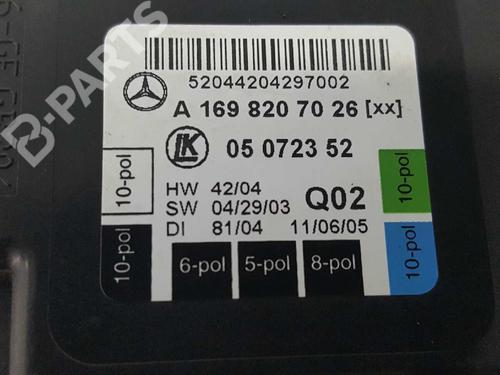 52044204297002
A 169 820 70 26 [xx]
LK 05 0723 52
10-pol
HW 42/04
SW 04/29/03
Q02
DI 81/04 11/06/05
10-pol
10-pol
10-pol
6-pol 5-pol 8-pol
B-PARTS